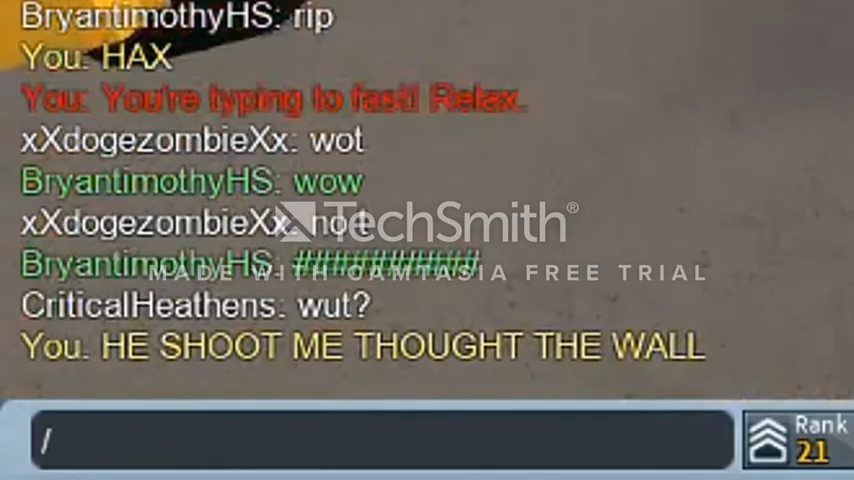 BryantimothyHS: rip
You: HAX
You: You're typing to fast! Relax.
xXdogezombieXx: wot
BryantimothyHS: wow
xXdogezombieXx: not
TechSmith®
BryantimothyHS: ###########
MADE WITH CAMTASIA FREE TRIAL
CriticalHeathens: wut?
You: HE SHOOT ME THOUGHT THE WALL
/
Rank
21